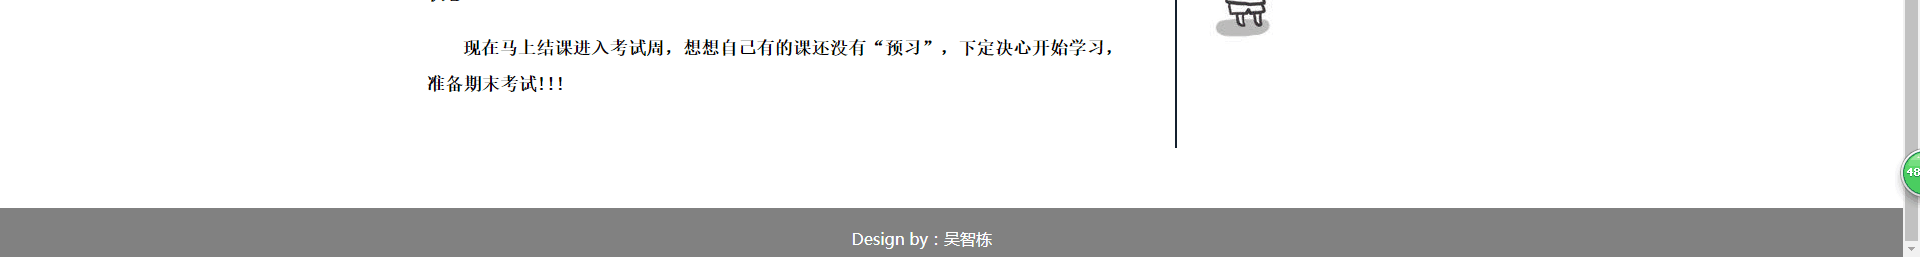 现在马上结课进入考试周，想想自己有的课还没有“预习”，下定决心开始学习，
准备期末考试!!!
48
Design by：吴智栋